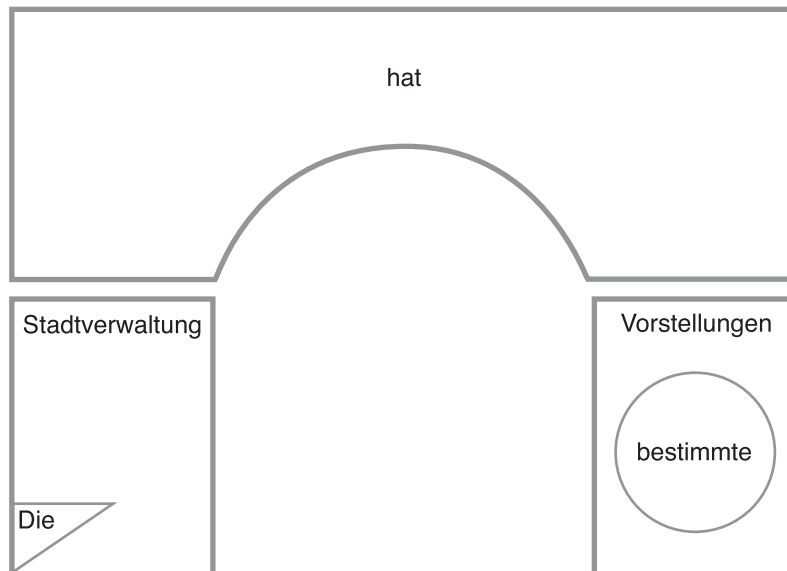 hat
Stadtverwaltung
Vorstellungen
bestimmte
Die